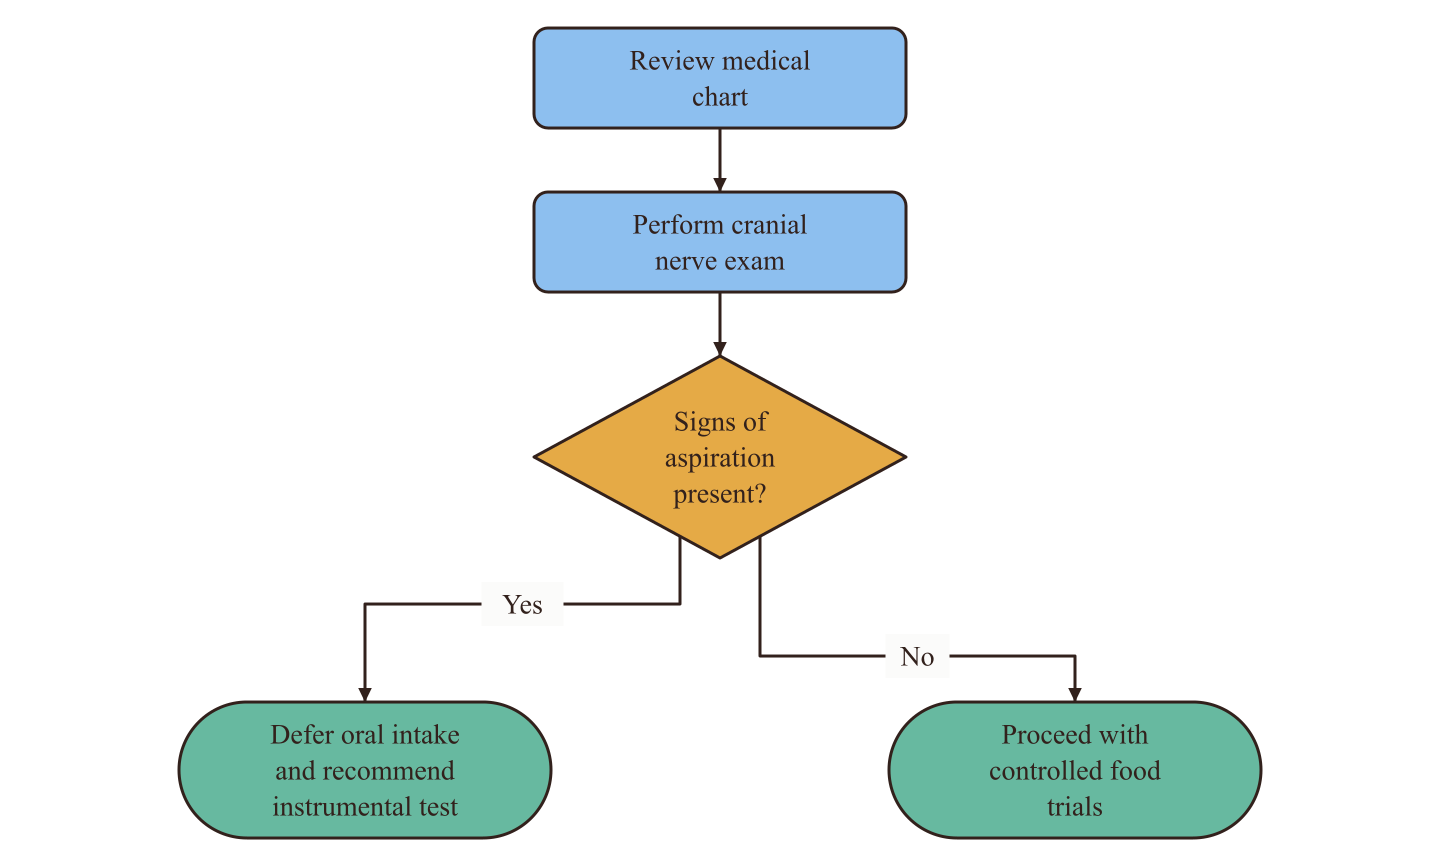 Review medical
chart
Perform cranial
nerve exam
Signs of
aspiration
present?
Yes
No
Defer oral intake
and recommend
instrumental test
Proceed with
controlled food
trials